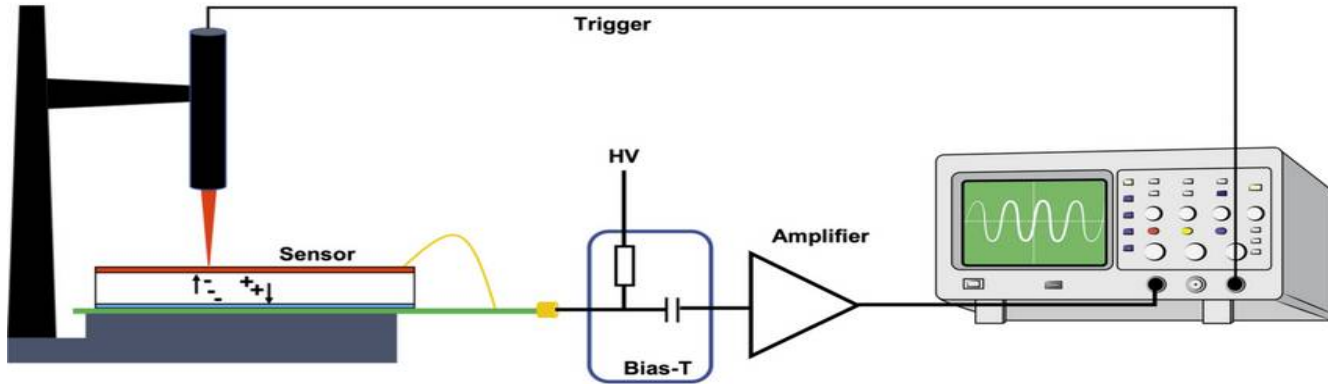 Trigger
HV
Sensor
Amplifier
Bias-T